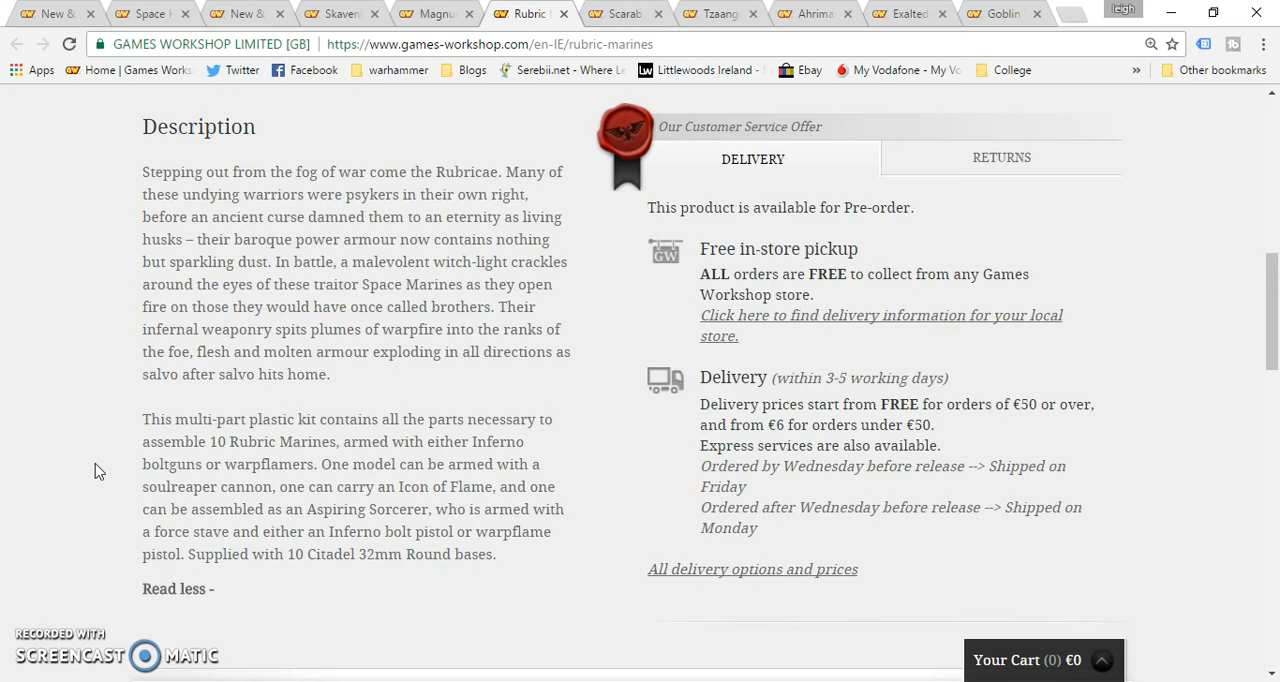 New &
Space
New &
Skaven
Magnu
Rubric
Scarab
Tzaang
Ahrima
Exalted
Goblin
leigh
GAMES WORKSHOP LIMITED [GB]
https://www.games-workshop.com/en-IE/rubric-marines
Apps
Home | Games Works
Twitter
Facebook
warhammer
Blogs
Serebii.net - Where Le
Littlewoods Ireland -
Ebay
My Vodafone - My Vo
College
Other bookmarks
Description
Stepping out from the fog of war come the Rubricae. Many of
these undying warriors were psykers in their own right,
before an ancient curse damned them to an eternity as living
husks – their baroque power armour now contains nothing
but sparkling dust. In battle, a malevolent witch-light crackles
around the eyes of these traitor Space Marines as they open
fire on those they would have once called brothers. Their
infernal weaponry spits plumes of warpfire into the ranks of
the foe, flesh and molten armour exploding in all directions as
salvo after salvo hits home.
This multi-part plastic kit contains all the parts necessary to
assemble 10 Rubric Marines, armed with either Inferno
boltguns or warpflamers. One model can be armed with a
soulreaper cannon, one can carry an Icon of Flame, and one
can be assembled as an Aspiring Sorcerer, who is armed with
a force stave and either an Inferno bolt pistol or warpflame
pistol. Supplied with 10 Citadel 32mm Round bases.
Read less -
Our Customer Service Offer
DELIVERY
RETURNS
This product is available for Pre-order.
GW
Free in-store pickup
ALL orders are FREE to collect from any Games
Workshop store.
Click here to find delivery information for your local
store.
Delivery (within 3-5 working days)
Delivery prices start from FREE for orders of €50 or over,
and from €6 for orders under €50.
Express services are also available.
Ordered by Wednesday before release --> Shipped on
Friday
Ordered after Wednesday before release --> Shipped on
Monday
All delivery options and prices
RECORDED WITH
SCREENCAST MATIC
Your Cart (0) €0